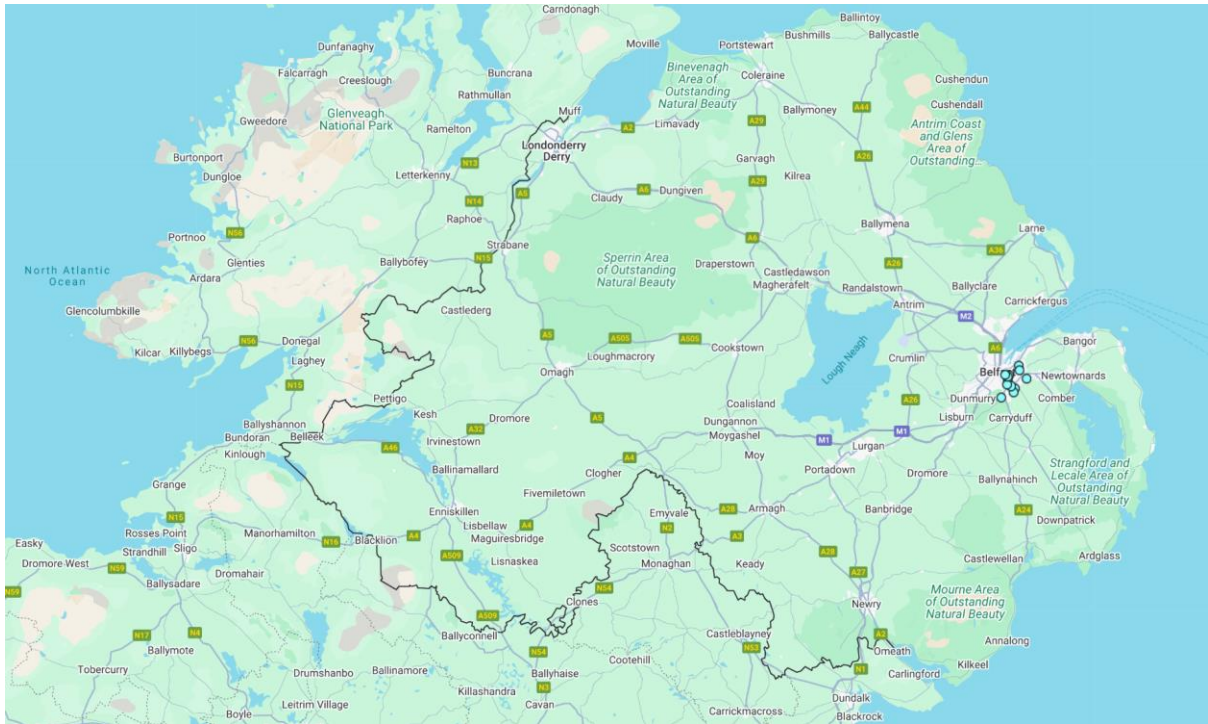 Carndonagh
Ballintoy
Bushmills
Ballycastle
Dunfanaghy
Moville
Portstewart
Falcarragh
Creeslough
Buncrana
Binevenagh
Area of
Outstanding
Natural Beauty
Coleraine
Cushendun
Rathmullan
Glenveagh
National Park
Gweedore
Muff
Ballymoney
A44
Cushendall
Ramelton
A2
Limavady
A29
Antrim Coast
and Glens
Area of
Outstanding...
Burtonport
Londonderry
Derry
Dungloe
N13
Letterkenny
Garvagh
A26
Kilrea
A29
N14
A5
Claudy
A6
Dungiven
Raphoe
Ballymena
Larne
Portnoo
N56
Strabane
A6
A36
North Atlantic
Ocean
Glenties
Ballybofey
N15
Sperrin Area
of Outstanding
Natural Beauty
Draperstown
Castledawson
A26
Ardara
Magherafelt
Randalstown
Ballyclare
Antrim
Carrickfergus
Glencolumbkille
Castlederg
M2
Kilcar
Killybegs
N56
Donegal
A5
A505
A505
Lough Neagh
Crumlin
A6
Bangor
Laghey
Loughmacrory
Cookstown
Omagh
Belf
Newtownards
N15
Pettigo
Coalisland
A26
Dunmurry
Comber
Kesh
Dromore
A5
Dungannon
Lisburn
Carryduff
Ballyshannon
A32
Moygashel
M1
M1
Bundoran
Belleek
A46
Irvinestown
Lurgan
Kinlough
Moy
A4
Ballinamallard
Clogher
Portadown
Dromore
Ballynahinch
Strangford and
Lecale Area of
Outstanding
Natural Beauty
Grange
Fivemiletown
Enniskillen
Emyvale
A28
Armagh
Banbridge
A24
Downpatrick
N15
Rosses Point
Manorhamilton
Lisbellaw
A4
N2
Maguiresbridge
Easky
Strandhill
Sligo
N16
Blacklion
A4
A3
Scotstown
A28
Ardglass
Dromore West
N59
A509
Lisnaskea
Monaghan
Keady
Castlewellan
Ballysadare
Dromahair
A27
N59
N54
Mourne Area
of Outstanding
Natural Beauty
Clones
Newry
A509
N17
N4
Ballyconnell
Castleblayney
A2
Annalong
Ballymote
N54
N53
Omeath
Cootehill
Kilkeel
Tobercurry
Drumshanbo
Ballinamore
Ballyhaise
N1
Carlingford
Killashandra
N3
Dundalk
Leitrim Village
Cavan
Carrickmacross
Boyle
Blackrock